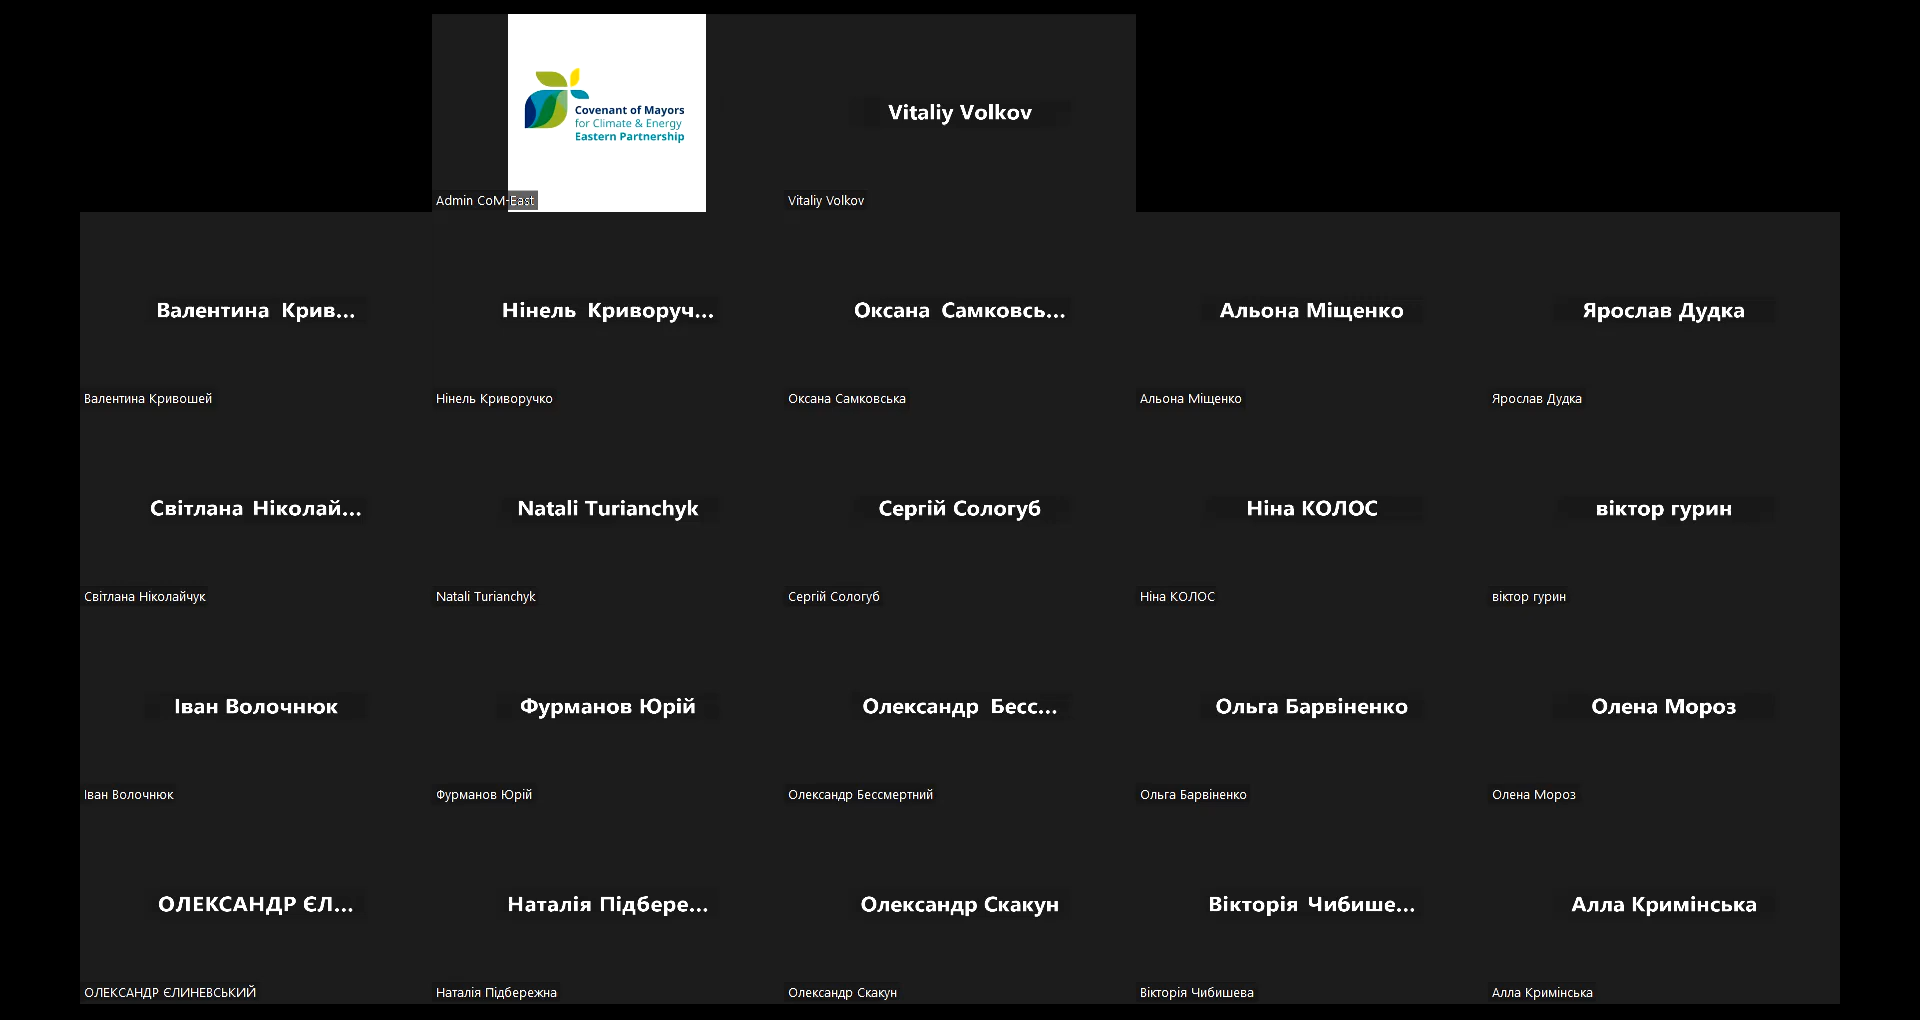 Covenant of Mayors
for Climate & Energy
Eastern Partnership
Vitaliy Volkov
Admin CoM-East
Vitaliy Volkov
Валентина Крив...
Нінель Криворуч...
Оксана Самковсь...
Альона Міщенко
Ярослав Дудка
Валентина Кривошей
Нінель Криворучко
Оксана Самковська
Альона Міщенко
Ярослав Дудка
Світлана Ніколай...
Natali Turianchyk
Сергій Сологуб
Ніна КОЛОС
віктор гурин
Світлана Ніколайчук
Natali Turianchyk
Сергій Сологуб
Ніна КОЛОС
віктор гурин
Іван Волочнюк
Фурманов Юрій
Олександр Бесс...
Ольга Барвіненко
Олена Мороз
Іван Волочнюк
Фурманов Юрій
Олександр Бессмертний
Ольга Барвіненко
Олена Мороз
ОЛЕКСАНДР ЄЛ...
Наталія Підбере...
Олександр Скакун
Вікторія Чибише...
Алла Кримінська
ОЛЕКСАНДР ЄЛИНЕВСЬКИЙ
Наталія Підбережна
Олександр Скакун
Вікторія Чибишева
Алла Кримінська